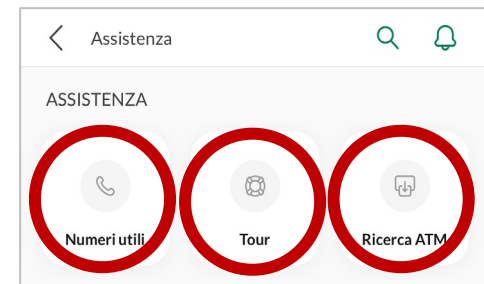 Assistenza
ASSISTENZA
Numeri utili
Tour
Ricerca ATM